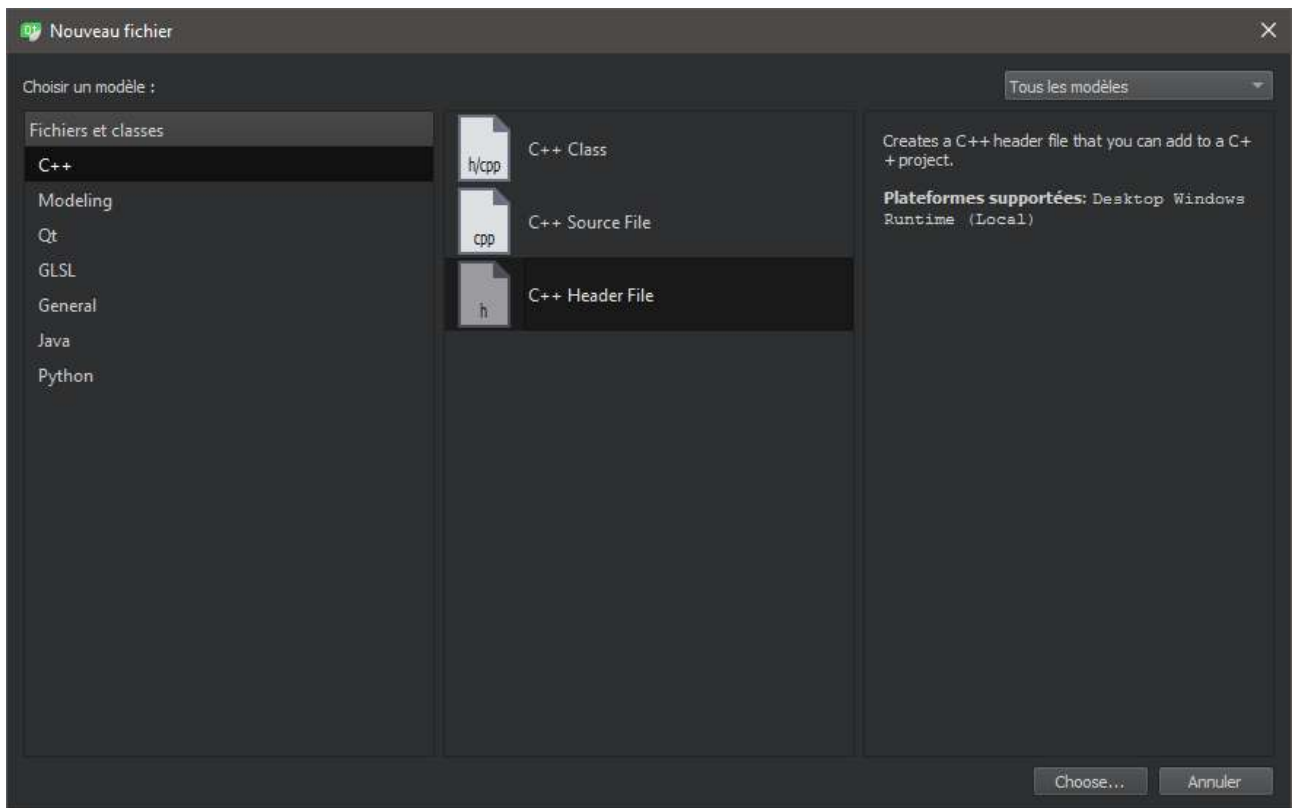 Nouveau fichier
Choisir un modèle :
Tous les modèles
Fichiers et classes
C++
Modeling
Qt
GLSL
General
Java
Python
h/cpp
C++ Class
cpp
C++ Source File
h
C++ Header File
Creates a C++ header file that you can add to a C+
+ project.
Plateformes supportées: Desktop Windows
Runtime (Local)
Choose...
Annuler